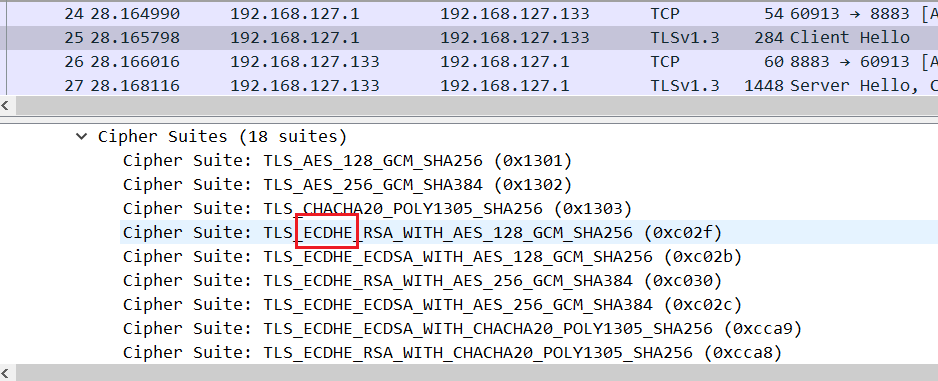 24 28.164990 192.168.127.1 192.168.127.133 TCP 54 60913 → 8883 [A
25 28.165798 192.168.127.1 192.168.127.133 TLSv1.3 284 Client Hello
26 28.166016 192.168.127.133 192.168.127.1 TCP 60 8883 → 60913 [A
27 28.168116 192.168.127.133 192.168.127.1 TLSv1.3 1448 Server Hello, C
Cipher Suites (18 suites)
Cipher Suite: TLS_AES_128_GCM_SHA256 (0x1301)
Cipher Suite: TLS_AES_256_GCM_SHA384 (0x1302)
Cipher Suite: TLS_CHACHA20_POLY1305_SHA256 (0x1303)
Cipher Suite: TLS_ECDHE_RSA_WITH_AES_128_GCM_SHA256 (0xc02f)
Cipher Suite: TLS_ECDHE_ECDSA_WITH_AES_128_GCM_SHA256 (0xc02b)
Cipher Suite: TLS_ECDHE_RSA_WITH_AES_256_GCM_SHA384 (0xc030)
Cipher Suite: TLS_ECDHE_ECDSA_WITH_AES_256_GCM_SHA384 (0xc02c)
Cipher Suite: TLS_ECDHE_ECDSA_WITH_CHACHA20_POLY1305_SHA256 (0xcca9)
Cipher Suite: TLS_ECDHE_RSA_WITH_CHACHA20_POLY1305_SHA256 (0xcca8)